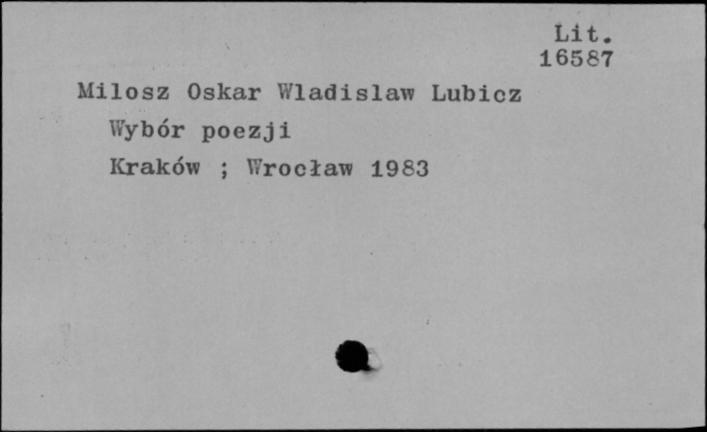 Lit.
16587
Milosz Oskar Wladislaw Lubicz
Wybór poezji
Kraków ; Wrocław 1983